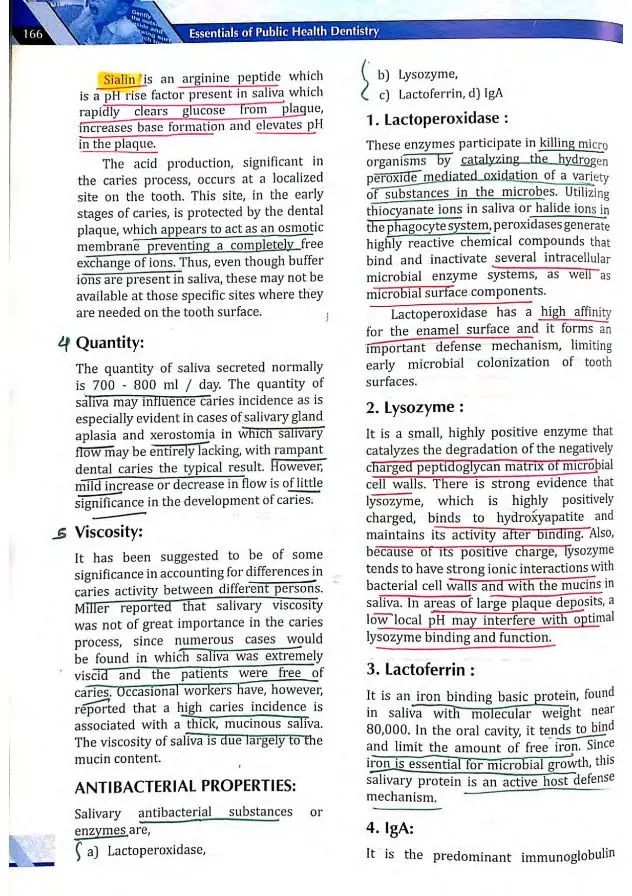 166
Essentials of Public Health Dentistry
Sialin is an arginine peptide which
is a pH rise factor present in saliva which
rapidly clears glucose from plaque,
increases base formation and elevates pH
in the plaque.
The acid production, significant in
the caries process, occurs at a localized
site on the tooth. This site, in the early
stages of caries, is protected by the dental
plaque, which appears to act as an osmotic
membrane preventing a completely free
exchange of ions. Thus, even though buffer
ions are present in saliva, these may not be
available at those specific sites where they
are needed on the tooth surface.
4 Quantity:
The quantity of saliva secreted normally
is 700 - 800 ml / day. The quantity of
saliva may influence caries incidence as is
especially evident in cases of salivary gland
aplasia and xerostomia in which salivary
flow may be entirely lacking, with rampant
dental caries the typical result. However,
mild increase or decrease in flow is of little
significance in the development of caries.
5 Viscosity:
It has been suggested to be of some
significance in accounting for differences in
caries activity between different persons.
Miller reported that salivary viscosity
was not of great importance in the caries
process, since numerous cases would
be found in which saliva was extremely
viscid and the patients were free of
caries. Occasional workers have, however,
reported that a high caries incidence is
associated with a thick, mucinous saliva.
The viscosity of saliva is due largely to the
mucin content.
ANTIBACTERIAL PROPERTIES:
Salivary antibacterial substances or
enzymes are,
a) Lactoperoxidase,
b) Lysozyme,
c) Lactoferrin, d) IgA
1. Lactoperoxidase :
These enzymes participate in killing micro
organisms by catalyzing the hydrogen
peroxide mediated oxidation of a variety
of substances in the microbes. Utilizing
thiocyanate ions in saliva or halide ions in
the phagocyte system, peroxidases generate
highly reactive chemical compounds that
bind and inactivate several intracellular
microbial enzyme systems, as well as
microbial surface components.
Lactoperoxidase has a high affinity
for the enamel surface and it forms an
important defense mechanism, limiting
early microbial colonization of tooth
surfaces.
2. Lysozyme :
It is a small, highly positive enzyme that
catalyzes the degradation of the negatively
charged peptidoglycan matrix of microbial
cell walls. There is strong evidence that
lysozyme, which is highly positively
charged, binds to hydroxyapatite and
maintains its activity after binding. Also,
because of its positive charge, lysozyme
tends to have strong ionic interactions with
bacterial cell walls and with the mucins in
saliva. In areas of large plaque deposits, a
low local pH may interfere with optimal
lysozyme binding and function.
3. Lactoferrin :
It is an iron binding basic protein, found
in saliva with molecular weight near
80,000. In the oral cavity, it tends to bind
and limit the amount of free iron. Since
iron is essential for microbial growth, this
salivary protein is an active host defense
mechanism.
4. IgA:
It is the predominant immunoglobulin